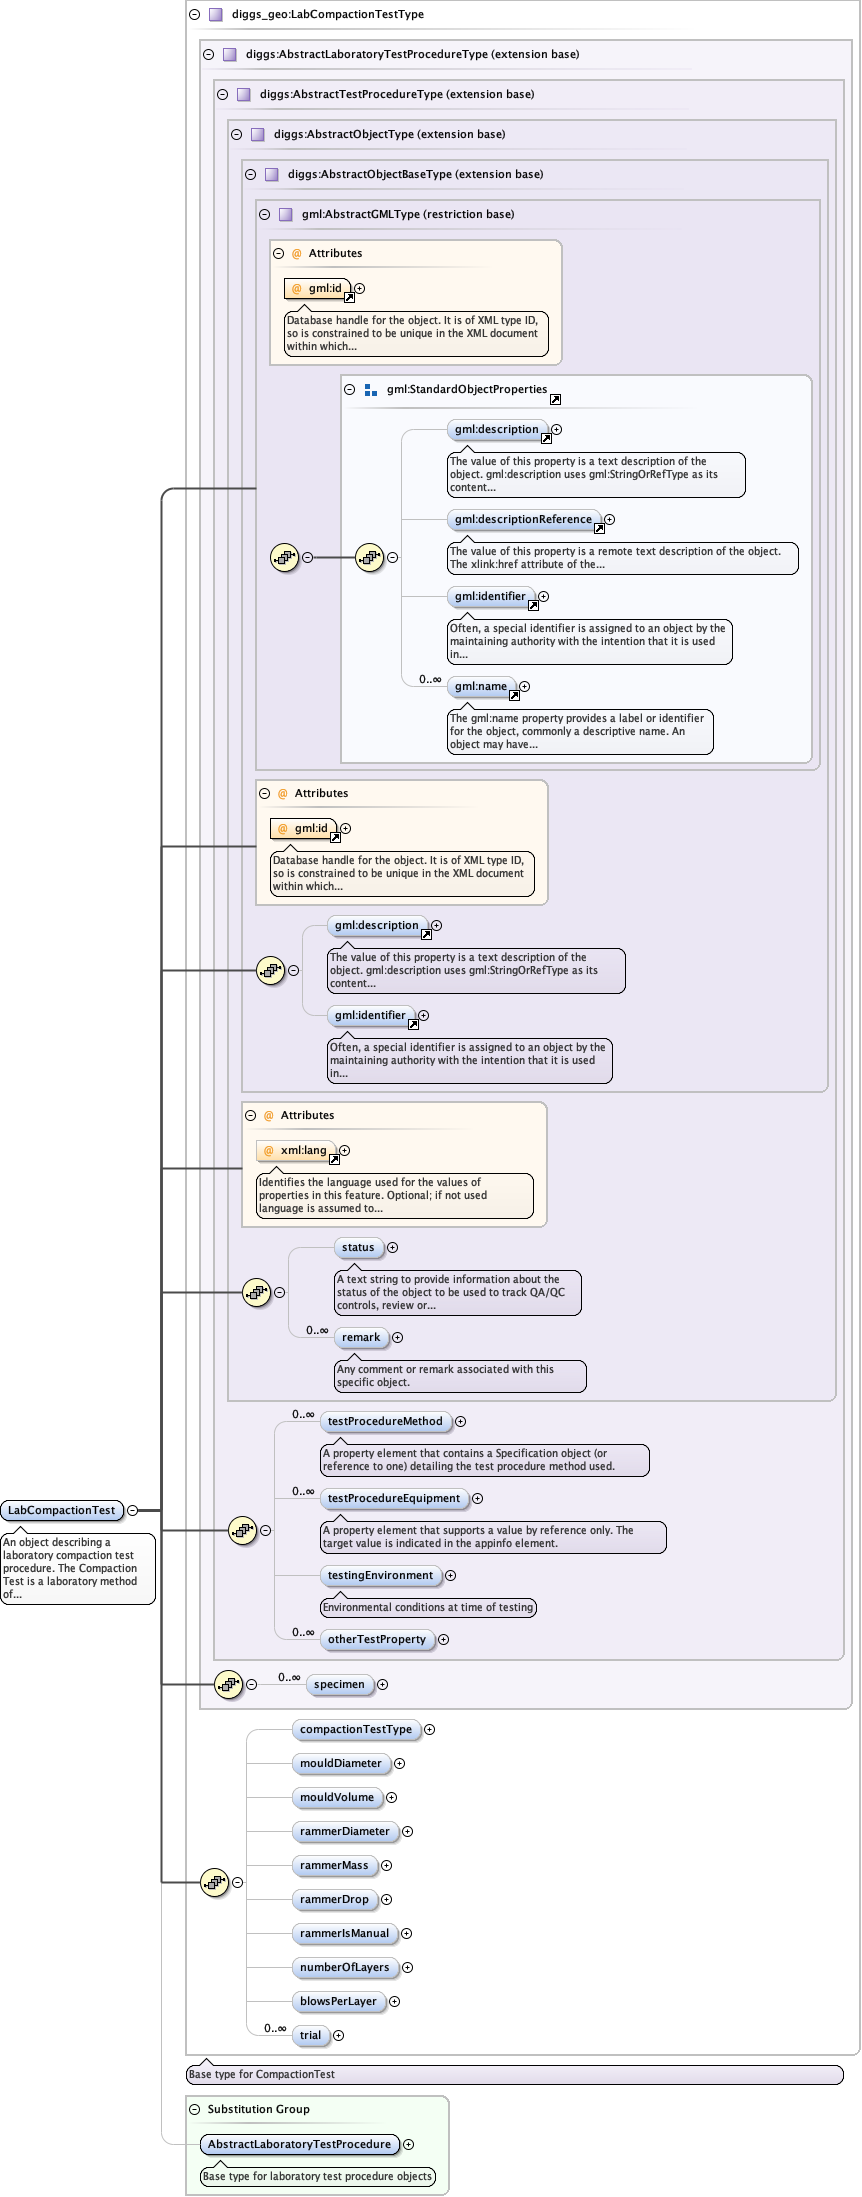 diggs_geo:LabCompactionTestType
diggs:AbstractLaboratoryTestProcedureType (extension base)
diggs:AbstractTestProcedureType (extension base)
diggs:AbstractObjectType (extension base)
diggs:AbstractObjectBaseType (extension base)
gml:AbstractGMLType (restriction base)
@ Attributes
@ gml:id
Database handle for the object. It is of XML type ID,
so is constrained to be unique in the XML document
within which...
gml:StandardObjectProperties
gml:description
The value of this property is a text description of the
object. gml:description uses gml:StringOrRefType as its
content...
gml:descriptionReference
The value of this property is a remote text description of the object.
The xlink:href attribute of the...
gml:identifier
Often, a special identifier is assigned to an object by the
maintaining authority with the intention that it is used
in...
0..∞ gml:name
The gml:name property provides a label or identifier
for the object, commonly a descriptive name. An
object may have...
@ Attributes
@ gml:id
Database handle for the object. It is of XML type ID,
so is constrained to be unique in the XML document
within which...
gml:description
The value of this property is a text description of the
object. gml:description uses gml:StringOrRefType as its
content...
gml:identifier
Often, a special identifier is assigned to an object by the
maintaining authority with the intention that it is used
in...
@ Attributes
@ xml:lang
Identifies the language used for the values of
properties in this feature. Optional; if not used
language is assumed to...
status
A text string to provide information about the
status of the object to be used to track QA/QC
controls, review or...
0..∞ remark
Any comment or remark associated with this
specific object.
0..∞ testProcedureMethod
A property element that contains a Specification object (or
reference to one) detailing the test procedure method used.
0..∞ testProcedureEquipment
A property element that supports a value by reference only. The
target value is indicated in the appinfo element.
testingEnvironment
Environmental conditions at time of testing
0..∞ otherTestProperty
LabCompactionTest
An object describing a
laboratory compaction test
procedure. The Compaction
Test is a laboratory method
of...
0..∞ specimen
compactionTestType
mouldDiameter
mouldVolume
rammerDiameter
rammerMass
rammerDrop
rammerIsManual
numberOfLayers
blowsPerLayer
0..∞ trial
Base type for CompactionTest
Substitution Group
AbstractLaboratoryTestProcedure
Base type for laboratory test procedure objects